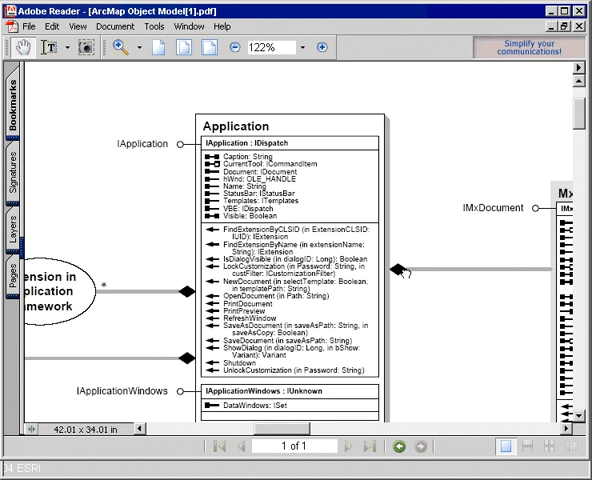 Adobe Reader - [ArcMap Object Model[1].pdf]
File Edit View Document Tools Window Help
122%
Simplify your
communications!
Bookmarks
Signatures
Layers
Pages
Application
IApplication
IApplication : IDispatch
Caption: String
CurrentTool: ICommandItem
Document: IDocument
hWnd: OLE_HANDLE
Name: String
StatusBar: IStatusBar
Templates: ITemplates
VBE: IDispatch
Visible: Boolean
FindExtensionByCLSID (in ExtensionCLSID:
IUID): IExtension
FindExtensionByName (in extensionName:
String): IExtension
IsDialogVisible (in dialogID: Long): Boolean
LockCustomization (in Password: String, in
custFilter: ICustomizationFilter)
NewDocument (in selectTemplate: Boolean,
in templatePath: String)
OpenDocument (in Path: String)
PrintDocument
PrintPreview
RefreshWindow
SaveAsDocument (in saveAsPath: String, in
saveAsCopy: Boolean)
SaveDocument (in saveAsPath: String)
ShowDialog (in dialogID: Long, in bShow:
Variant): Variant
Shutdown
UnlockCustomization (in Password: String)
IApplicationWindows
IApplicationWindows : IUnknown
DataWindows: ISet
ension in
plication
mework
*
Mx
IMxDocument
IMx
42.01 x 34.01 in
1 of 1
04 ESRI